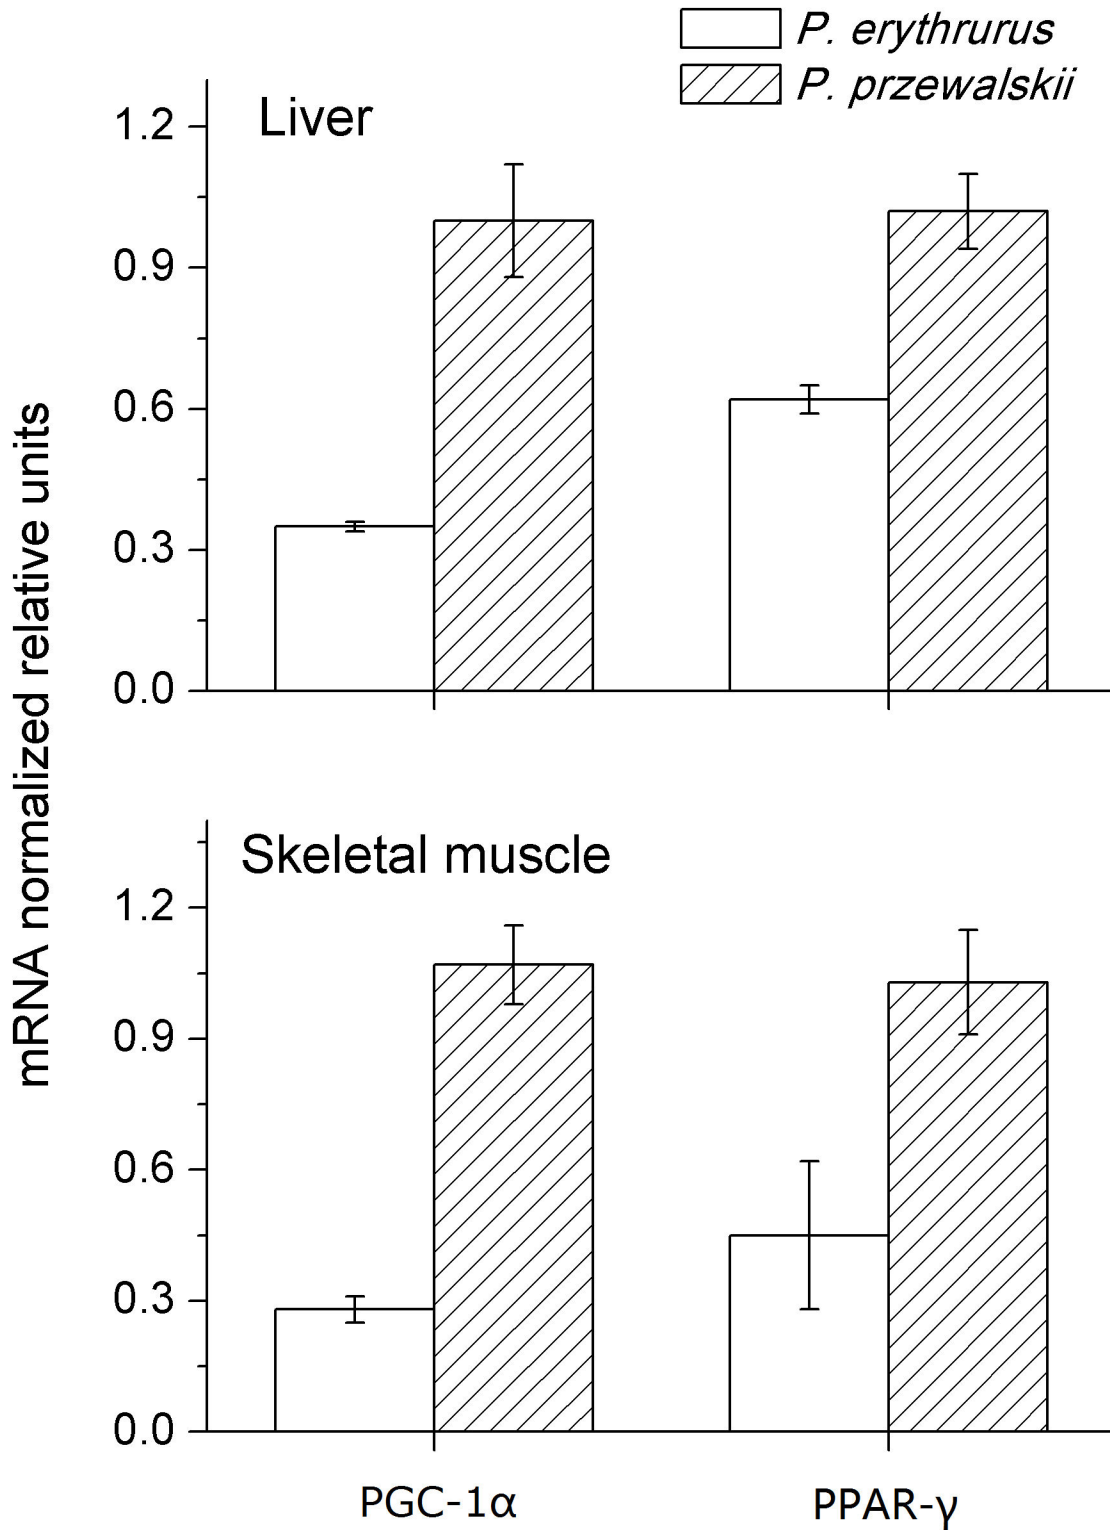 P. erythrurus
P. przewalskii
mRNA normalized relative units
Liver
1.2
0.9
0.6
0.3
0.0
Skeletal muscle
1.2
0.9
0.6
0.3
0.0
PGC-1α PPAR-γ